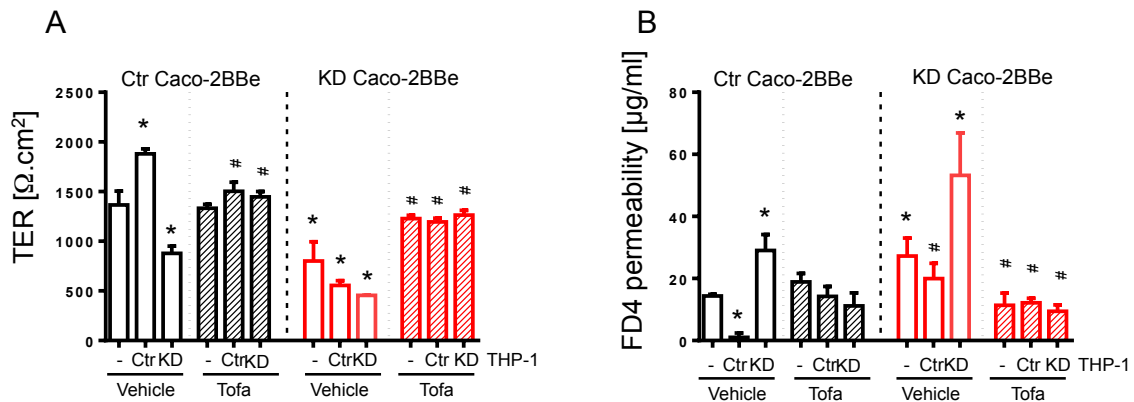 A
Ctr Caco-2BBe KD Caco-2BBe
TER [Ω.cm²]
2500
2000
1500
1000
500
0
* * # # * * * # # #
- Ctr KD - Ctr KD - Ctr KD - Ctr KD THP-1
Vehicle Tofa Vehicle Tofa
B
Ctr Caco-2BBe KD Caco-2BBe
FD4 permeability [µg/ml]
80
60
40
20
0
* * * # * # # #
- Ctr KD - Ctr KD - Ctr KD - Ctr KD THP-1
Vehicle Tofa Vehicle Tofa